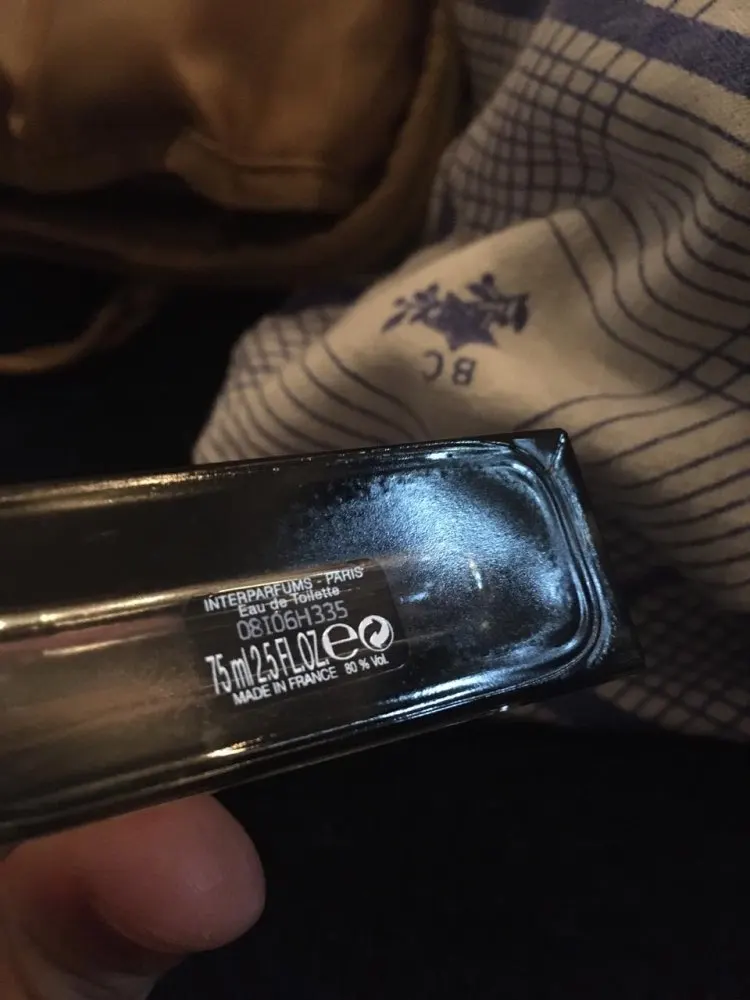 BC
INTERPARFUMS - PARIS
Eau de Toilette
08I06H335
75 ml 2.5 FL.OZ. e
MADE IN FRANCE 80 % Vol.